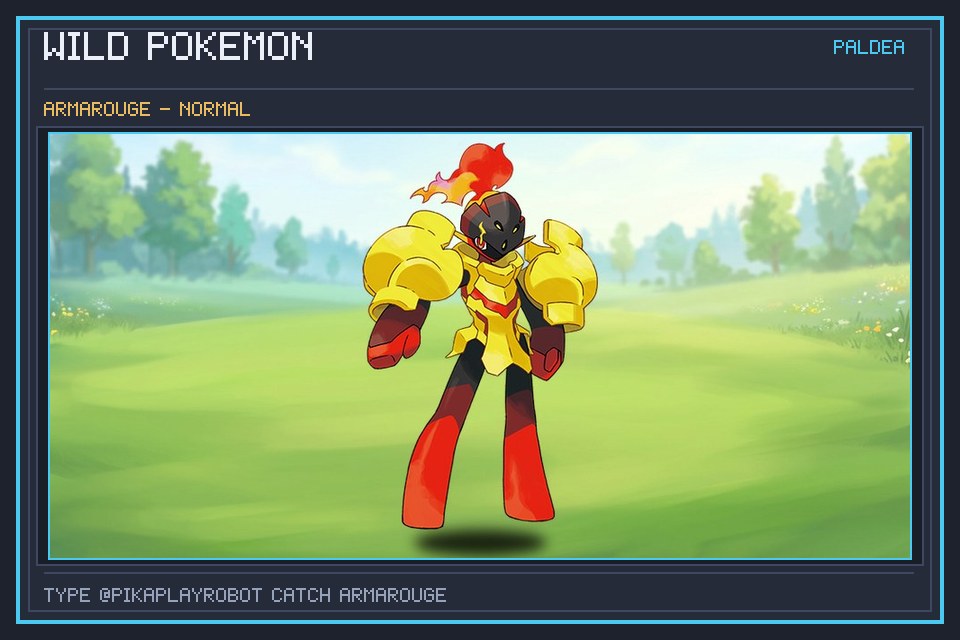 WILD POKEMON
PALDEA
ARMAROUGE - NORMAL
TYPE @PIKAPLAYROBOT CATCH ARMAROUGE